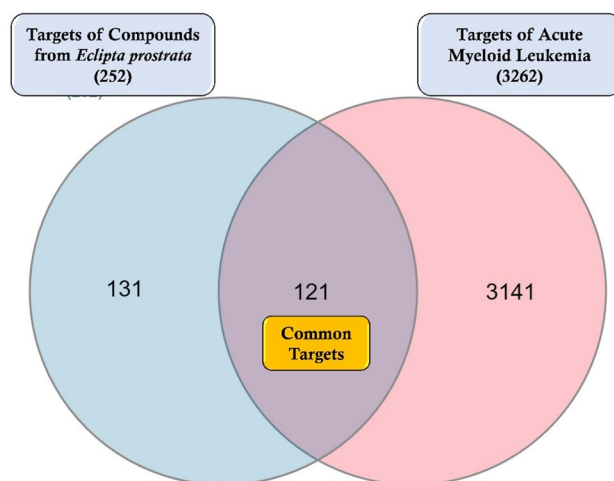 Targets of Compounds
from Eclipta prostrata
(252)
Targets of Acute
Myeloid Leukemia
(3262)
131
121
3141
Common
Targets